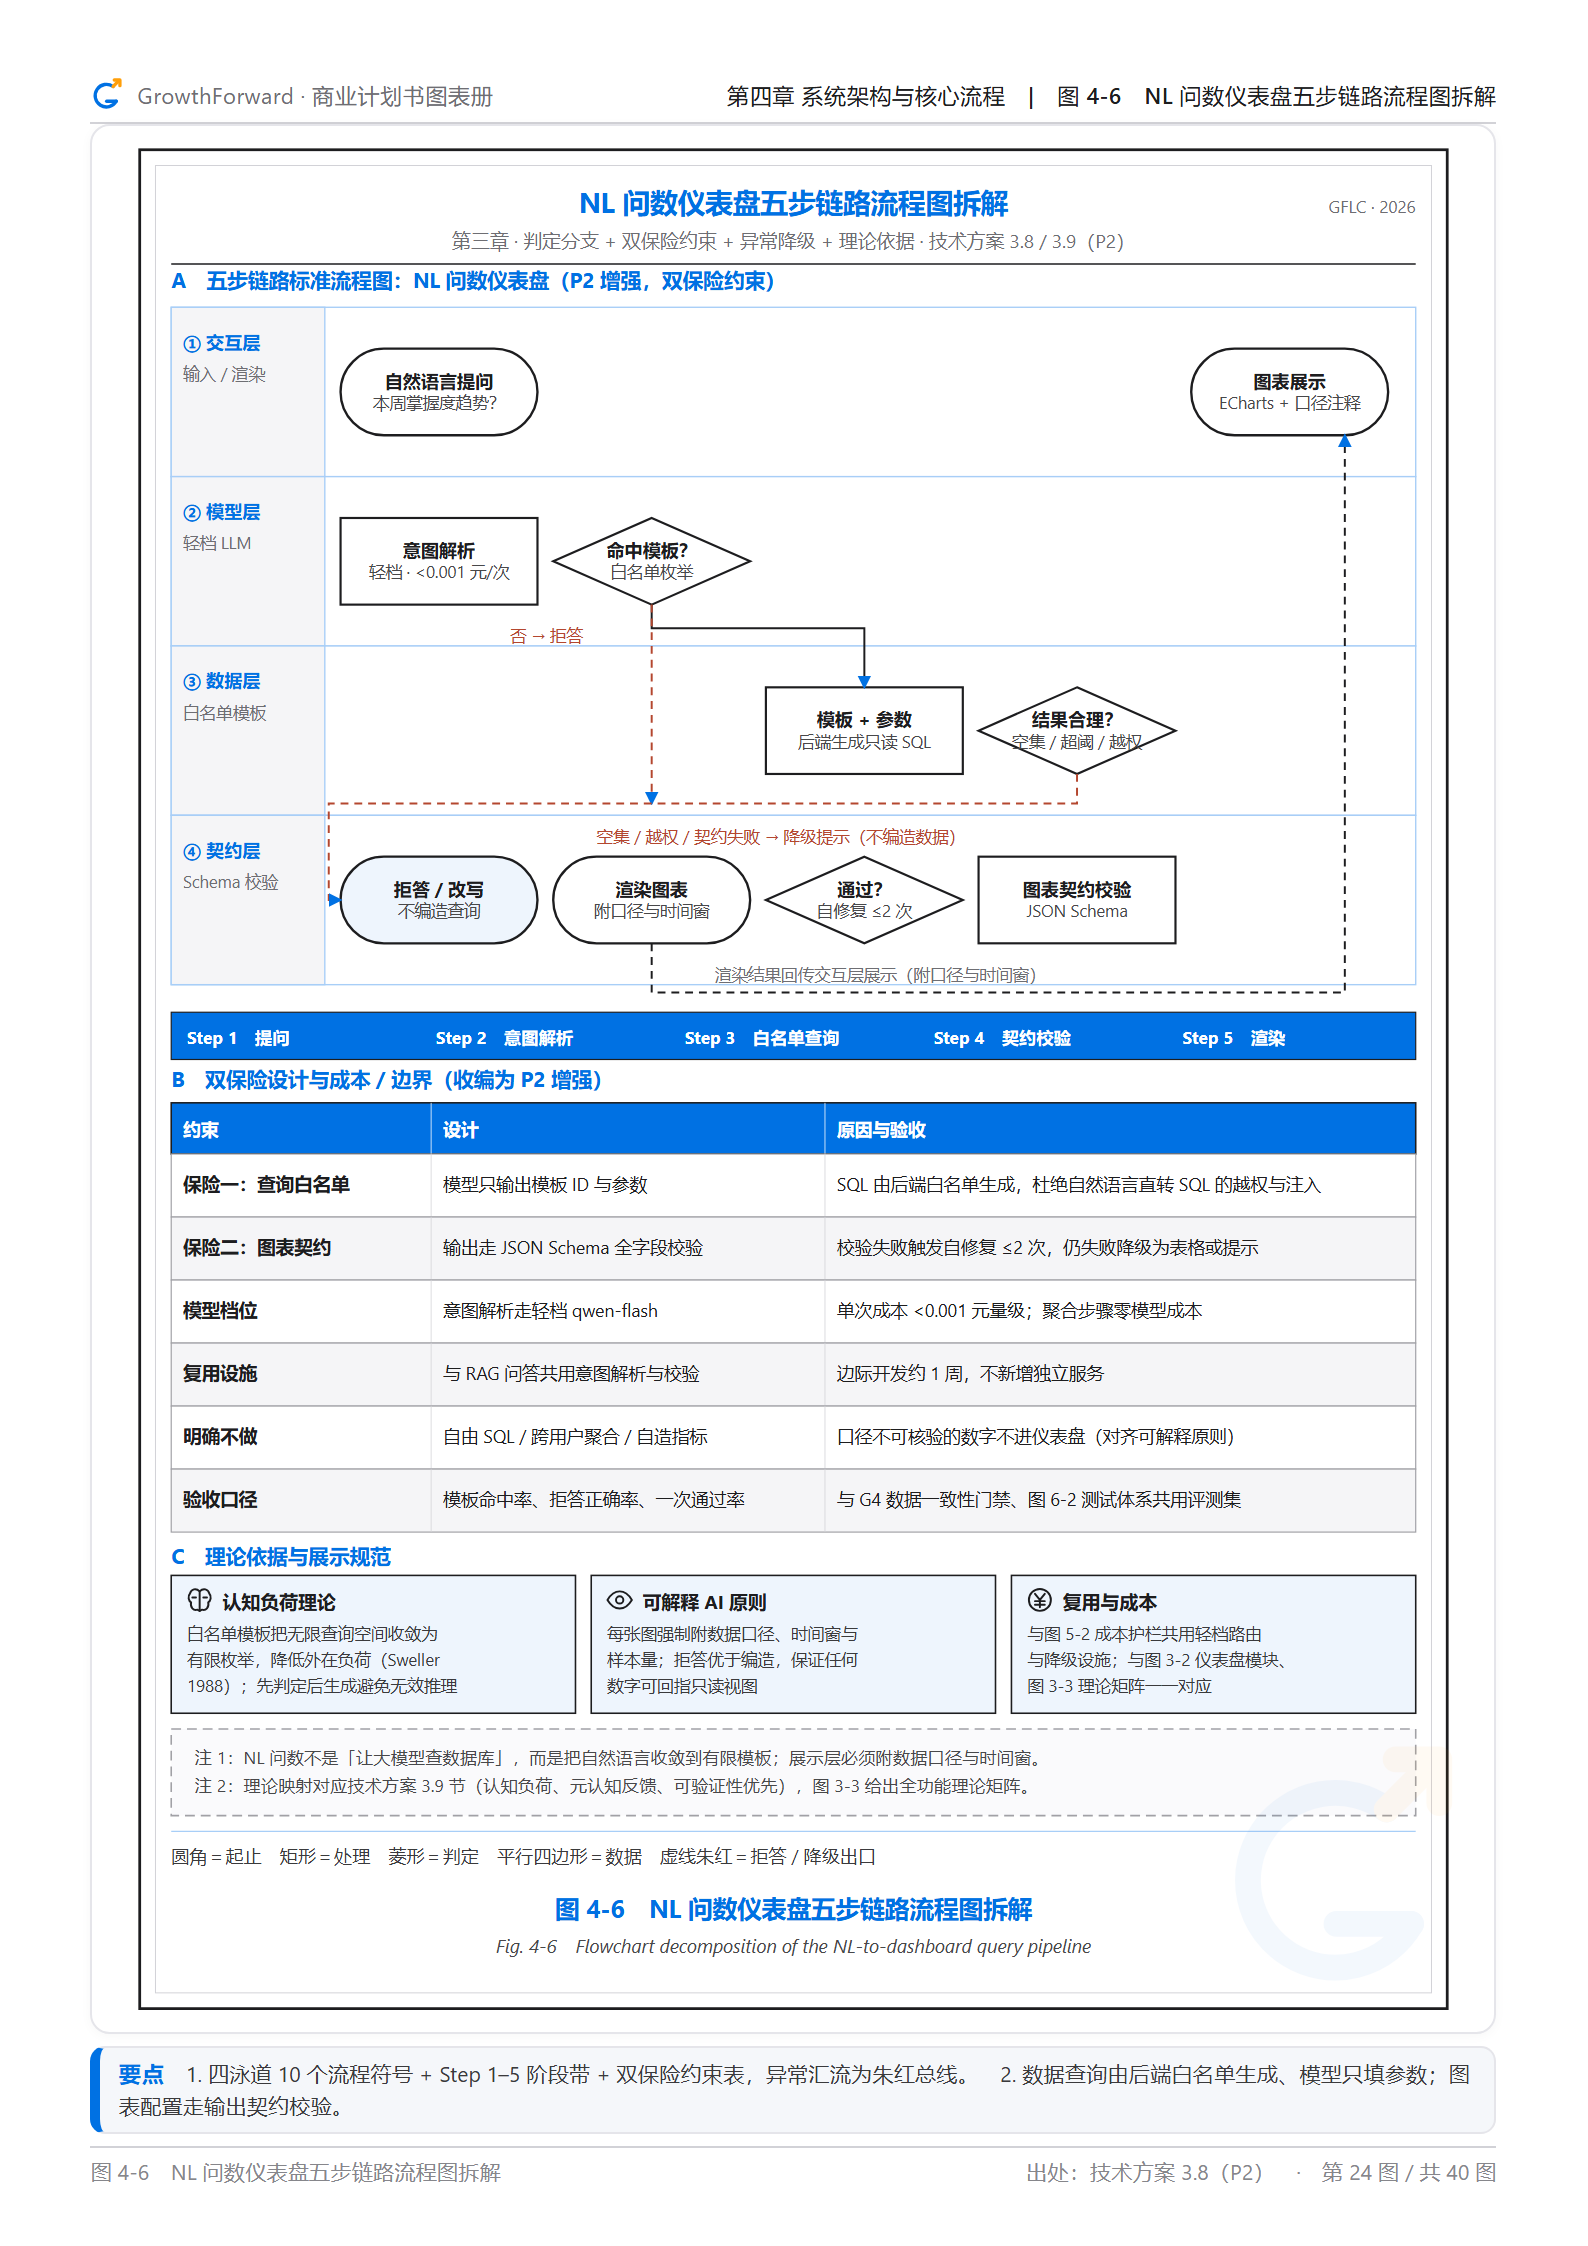 GrowthForward · 商业计划书图表册
第四章 系统架构与核心流程 | 图 4-6 NL 问数仪表盘五步链路流程图拆解
NL 问数仪表盘五步链路流程图拆解
GFLC · 2026
第三章 · 判定分支 + 双保险约束 + 异常降级 + 理论依据 · 技术方案 3.8 / 3.9（P2）
A 五步链路标准流程图：NL 问数仪表盘（P2 增强，双保险约束）
① 交互层
输入 / 渲染
自然语言提问
本周掌握度趋势？
图表展示
ECharts + 口径注释
② 模型层
轻档 LLM
意图解析
轻档 · <0.001 元/次
命中模板？
白名单枚举
否 → 拒答
③ 数据层
白名单模板
模板 + 参数
后端生成只读 SQL
结果合理？
空集 / 超阈 / 越权
空集 / 越权 / 契约失败 → 降级提示（不编造数据）
④ 契约层
Schema 校验
拒答 / 改写
不编造查询
渲染图表
附口径与时间窗
通过？
自修复 ≤2 次
图表契约校验
JSON Schema
渲染结果回传交互层展示（附口径与时间窗）
Step 1 提问
Step 2 意图解析
Step 3 白名单查询
Step 4 契约校验
Step 5 渲染
B 双保险设计与成本 / 边界（收编为 P2 增强）
约束 设计 原因与验收
保险一：查询白名单 模型只输出模板 ID 与参数 SQL 由后端白名单生成，杜绝自然语言直转 SQL 的越权与注入
保险二：图表契约 输出走 JSON Schema 全字段校验 校验失败触发自修复 ≤2 次，仍失败降级为表格或提示
模型档位 意图解析走轻档 qwen-flash 单次成本 <0.001 元量级；聚合步骤零模型成本
复用设施 与 RAG 问答共用意图解析与校验 边际开发约 1 周，不新增独立服务
明确不做 自由 SQL / 跨用户聚合 / 自造指标 口径不可核验的数字不进仪表盘（对齐可解释原则）
验收口径 模板命中率、拒答正确率、一次通过率 与 G4 数据一致性门禁、图 6-2 测试体系共用评测集
C 理论依据与展示规范
认知负荷理论
白名单模板把无限查询空间收敛为
有限枚举，降低外在负荷（Sweller
1988）；先判定后生成避免无效推理
可解释 AI 原则
每张图强制附数据口径、时间窗与
样本量；拒答优于编造，保证任何
数字可回指只读视图
复用与成本
与图 5-2 成本护栏共用轻档路由
与降级设施；与图 3-2 仪表盘模块、
图 3-3 理论矩阵一一对应
注 1：NL 问数不是「让大模型查数据库」，而是把自然语言收敛到有限模板；展示层必须附数据口径与时间窗。
注 2：理论映射对应技术方案 3.9 节（认知负荷、元认知反馈、可验证性优先），图 3-3 给出全功能理论矩阵。
圆角＝起止 矩形＝处理 菱形＝判定 平行四边形＝数据 虚线朱红＝拒答 / 降级出口
图 4-6 NL 问数仪表盘五步链路流程图拆解
Fig. 4-6 Flowchart decomposition of the NL-to-dashboard query pipeline
要点 1. 四泳道 10 个流程符号 + Step 1–5 阶段带 + 双保险约束表，异常汇流为朱红总线。 2. 数据查询由后端白名单生成、模型只填参数；图
表配置走输出契约校验。
图 4-6 NL 问数仪表盘五步链路流程图拆解
出处：技术方案 3.8（P2） · 第 24 图 / 共 40 图